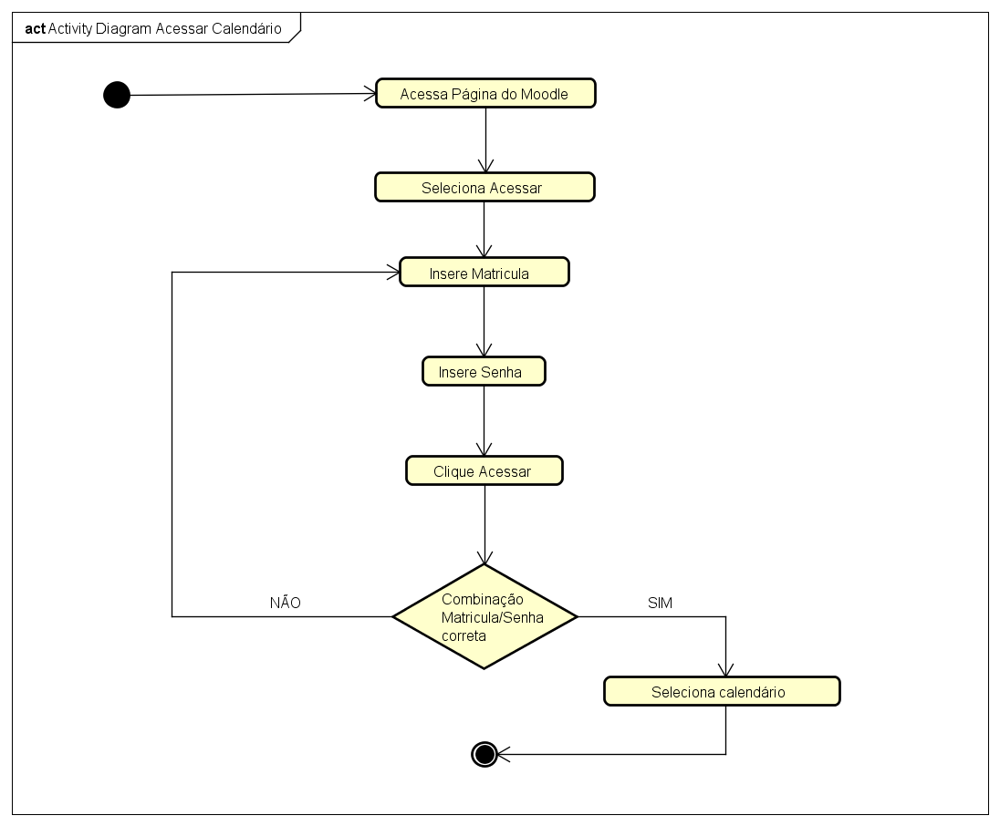 act Activity Diagram Acessar Calendário
Acessa Página do Moodle
Seleciona Acessar
Insere Matricula
Insere Senha
Clique Acessar
Combinação
Matricula/Senha
correta
NÃO
SIM
Seleciona calendário